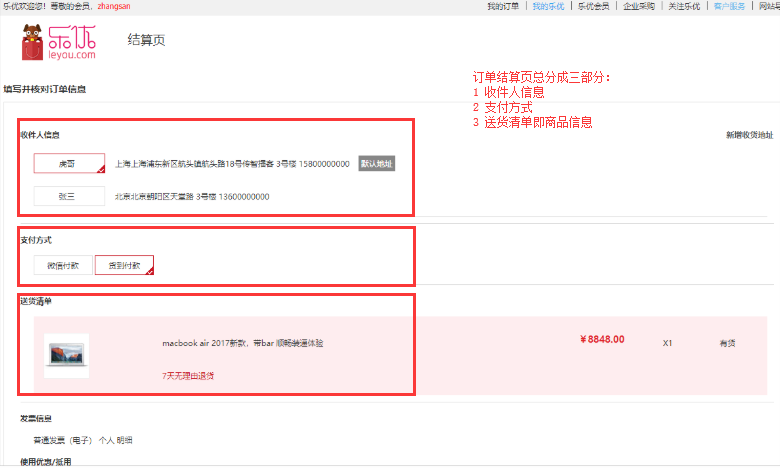 乐优欢迎您！尊敬的会员，zhangsan
我的订单 | 我的乐优 | 乐优会员 | 企业采购 | 关注乐优 | 客户服务 | 网站导
乐优 leyou.com
结算页
填写并核对订单信息
订单结算页总分成三部分：
1 收件人信息
2 支付方式
3 送货清单即商品信息
收件人信息
新增收货地址
虎哥 上海上海浦东新区航头镇航头路18号传智播客 3号楼 15800000000 默认地址
张三 北京北京朝阳区天堂路 3号楼 13600000000
支付方式
微信付款 货到付款
送货清单
macbook air 2017新款，带bar 顺畅装逼体验 ￥8848.00 X1 有货
7天无理由退货
发票信息
普通发票（电子） 个人 明细
使用优惠/抵用